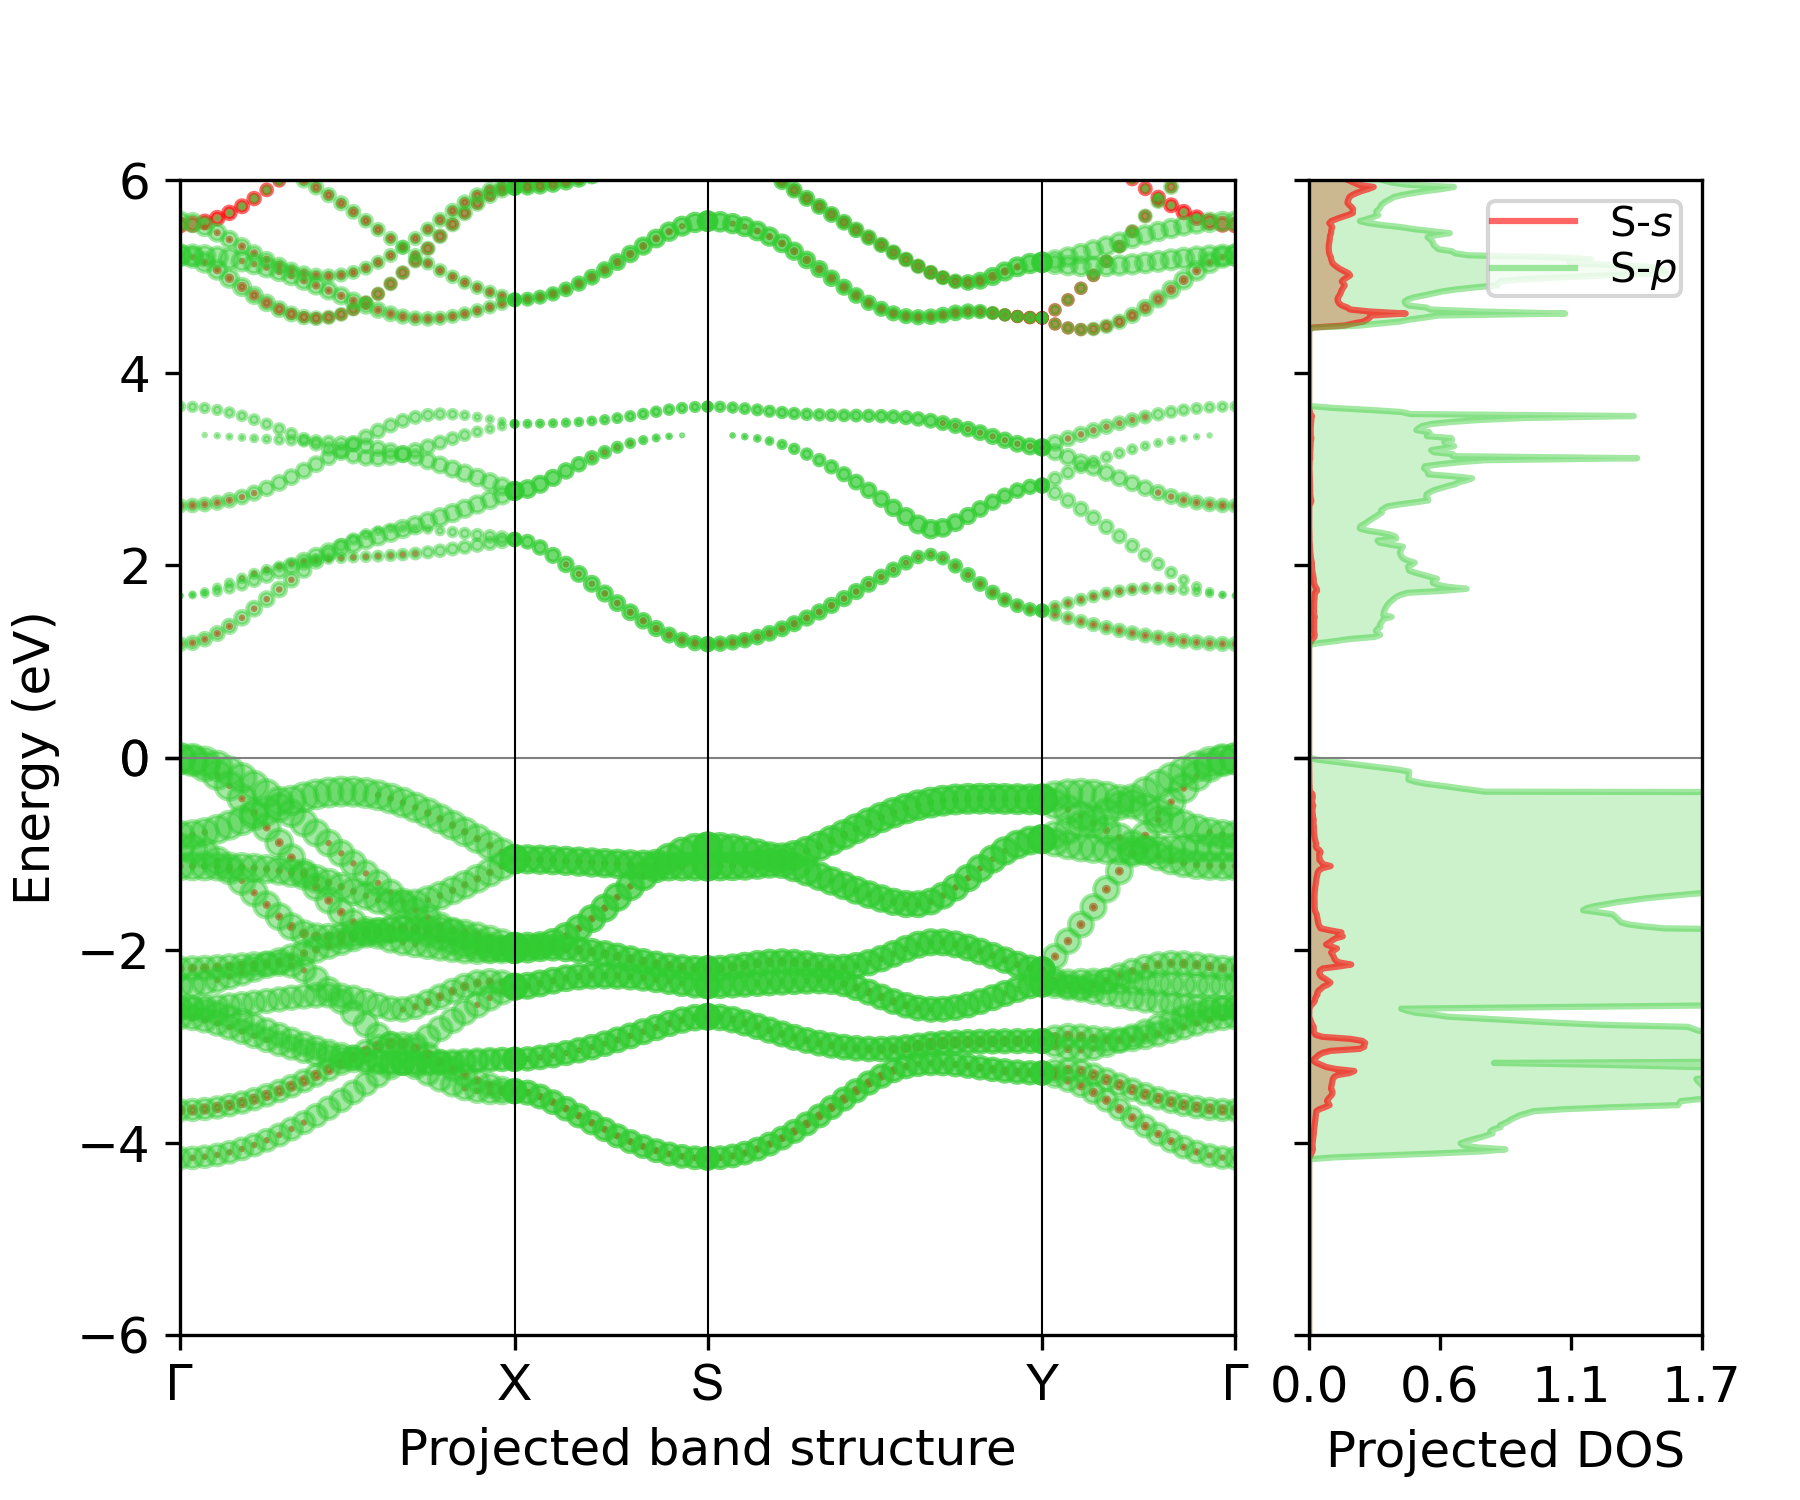 6
4
2
0
−2
−4
−6
Energy (eV)
Γ X S Y Γ
Projected band structure
S-s
S-p
0.0 0.6 1.1 1.7
Projected DOS